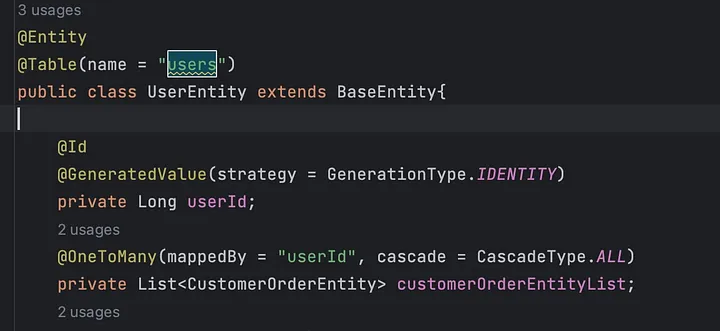 3 usages
@Entity
@Table(name = "users")
public class UserEntity extends BaseEntity{
@Id
@GeneratedValue(strategy = GenerationType.IDENTITY)
private Long userId;
2 usages
@OneToMany(mappedBy = "userId", cascade = CascadeType.ALL)
private List<CustomerOrderEntity> customerOrderEntityList;
2 usages